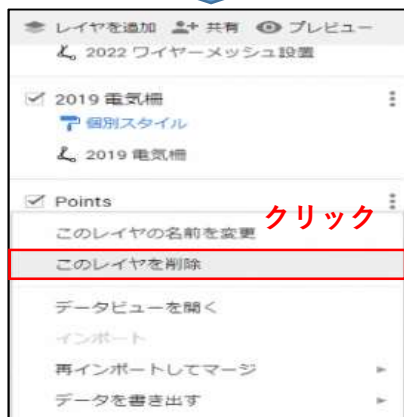 レイヤを追加 共有 プレビュー
2022 ワイヤーメッシュ設置
2019 電気柵
個別スタイル
2019 電気柵
Points
クリック
このレイヤの名前を変更
このレイヤを削除
データビューを開く
インポート
再インポートしてマージ
データを書き出す